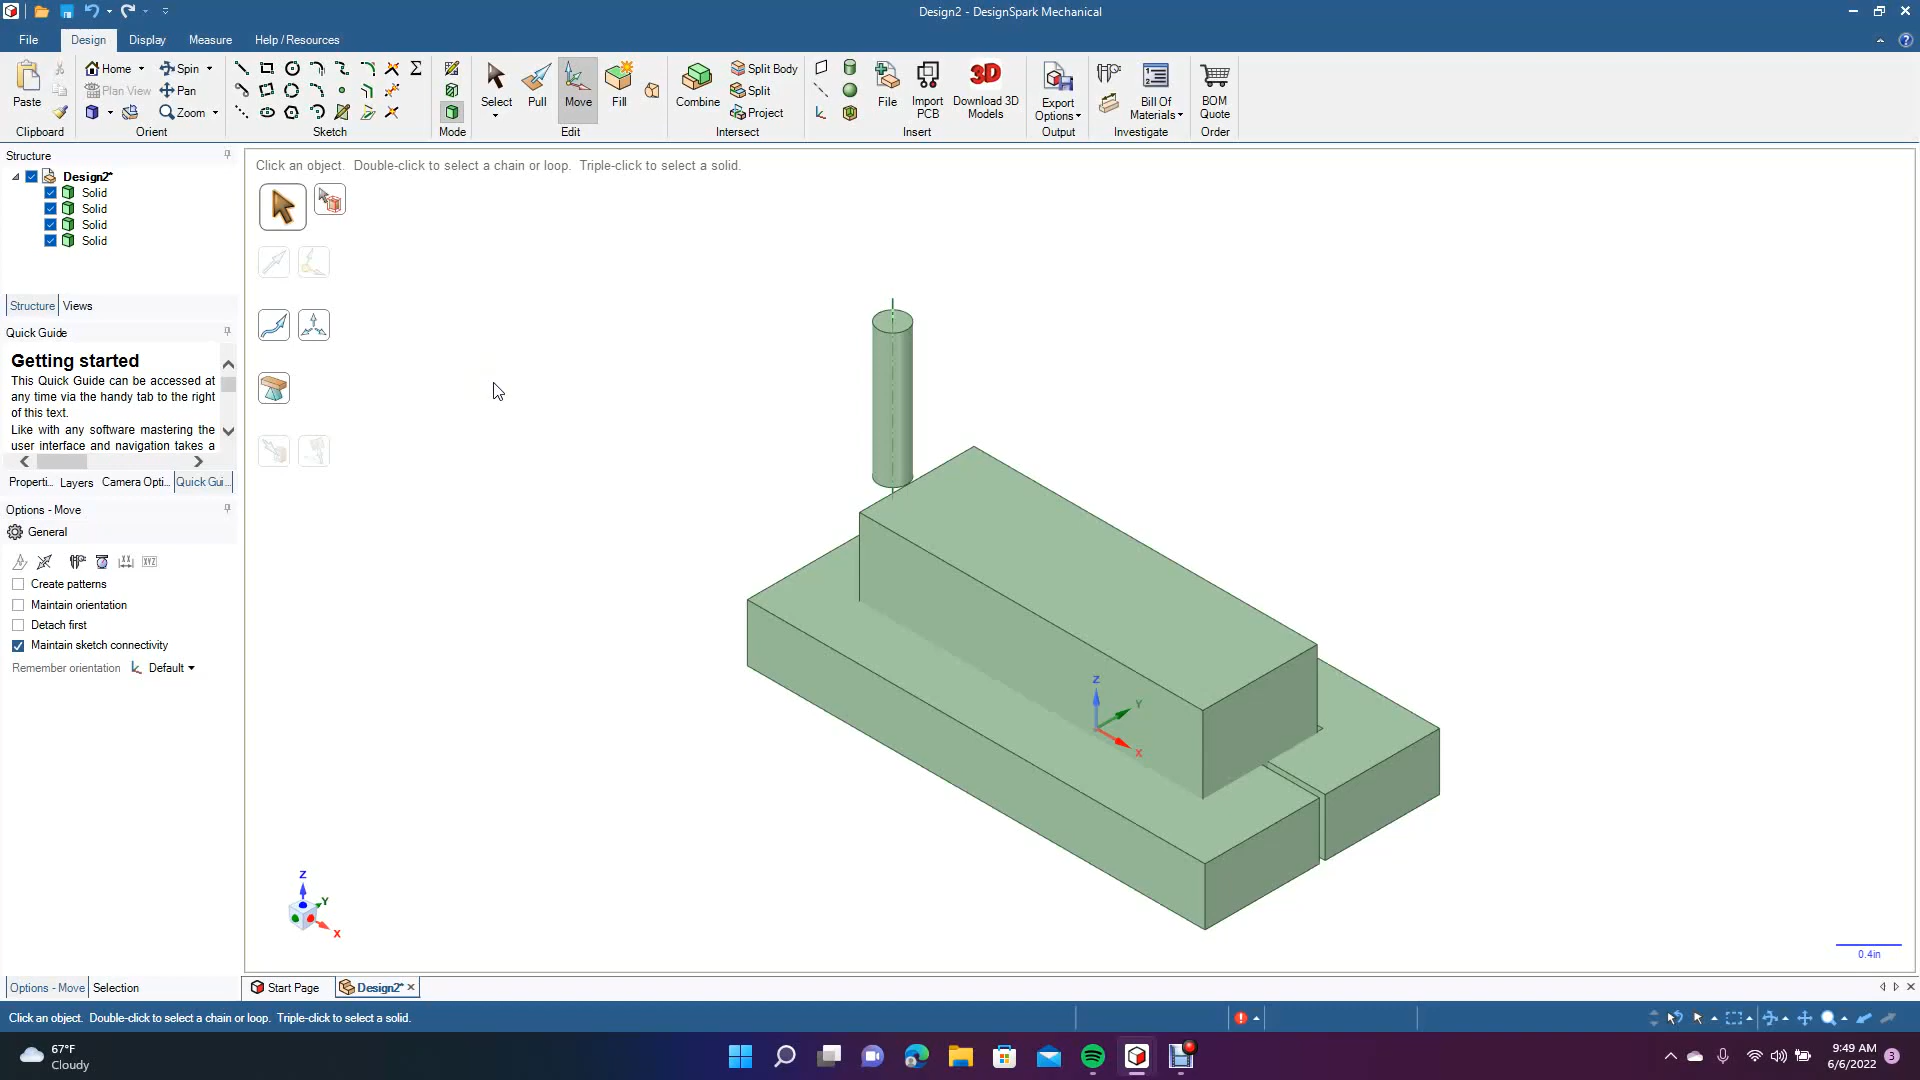 Design2 - DesignSpark Mechanical
File Design Display Measure Help / Resources
Paste
Clipboard
Home Spin
Plan View Pan
Zoom
Orient
Sketch
Mode
Select Pull Move Fill
Edit
Combine
Split Body
Split
Project
Intersect
File
Import PCB
Download 3D Models
Insert
Export Options
Output
Bill Of Materials
Investigate
BOM Quote
Order
Structure
Design2*
Solid
Solid
Solid
Solid
Structure Views
Quick Guide
Getting started
This Quick Guide can be accessed at
any time via the handy tab to the right
of this text.
Like with any software mastering the
user interface and navigation takes a
Properti... Layers Camera Opti... Quick Gui...
Options - Move
General
Create patterns
Maintain orientation
Detach first
Maintain sketch connectivity
Remember orientation Default
Options - Move Selection
Click an object. Double-click to select a chain or loop. Triple-click to select a solid.
Z
Y
X
Z
Y
X
0.4in
Start Page Design2*
Click an object. Double-click to select a chain or loop. Triple-click to select a solid.
67°F
Cloudy
9:49 AM
6/6/2022
3